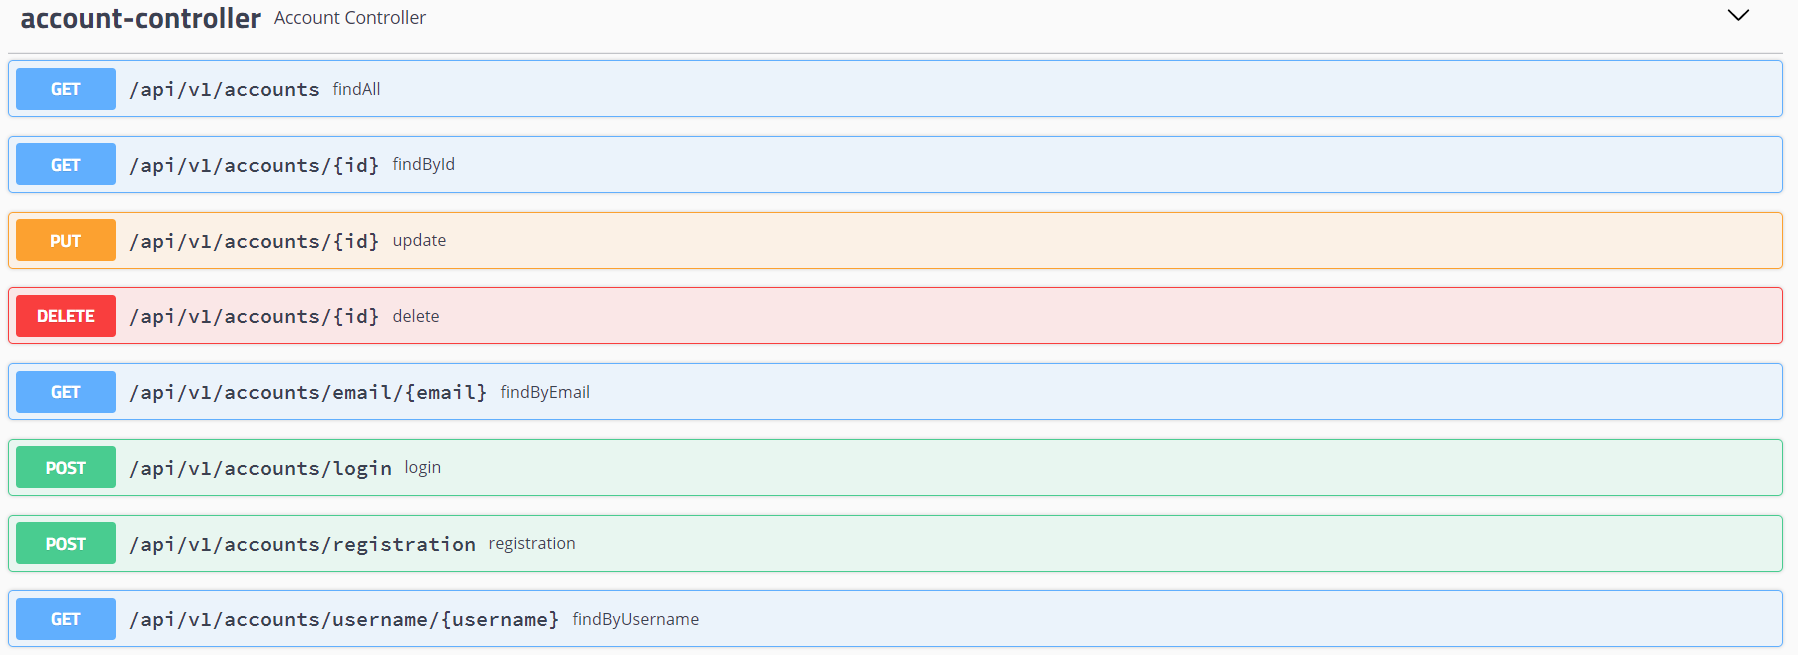 account-controller Account Controller
GET /api/v1/accounts findAll
GET /api/v1/accounts/{id} findById
PUT /api/v1/accounts/{id} update
DELETE /api/v1/accounts/{id} delete
GET /api/v1/accounts/email/{email} findByEmail
POST /api/v1/accounts/login login
POST /api/v1/accounts/registration registration
GET /api/v1/accounts/username/{username} findByUsername